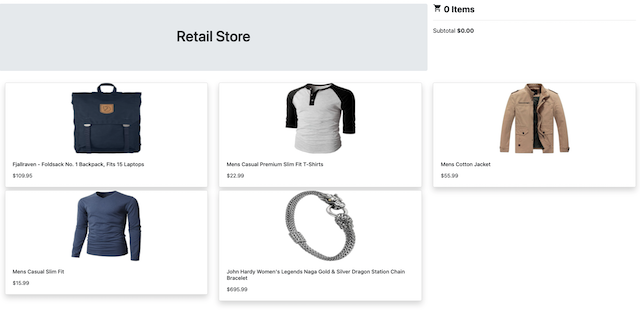 Retail Store
0 Items
Subtotal $0.00
Fjallraven - Foldsack No. 1 Backpack, Fits 15 Laptops
$109.95
Mens Casual Premium Slim Fit T-Shirts
$22.99
Mens Cotton Jacket
$55.99
Mens Casual Slim Fit
$15.99
John Hardy Women's Legends Naga Gold & Silver Dragon Station Chain
Bracelet
$695.99